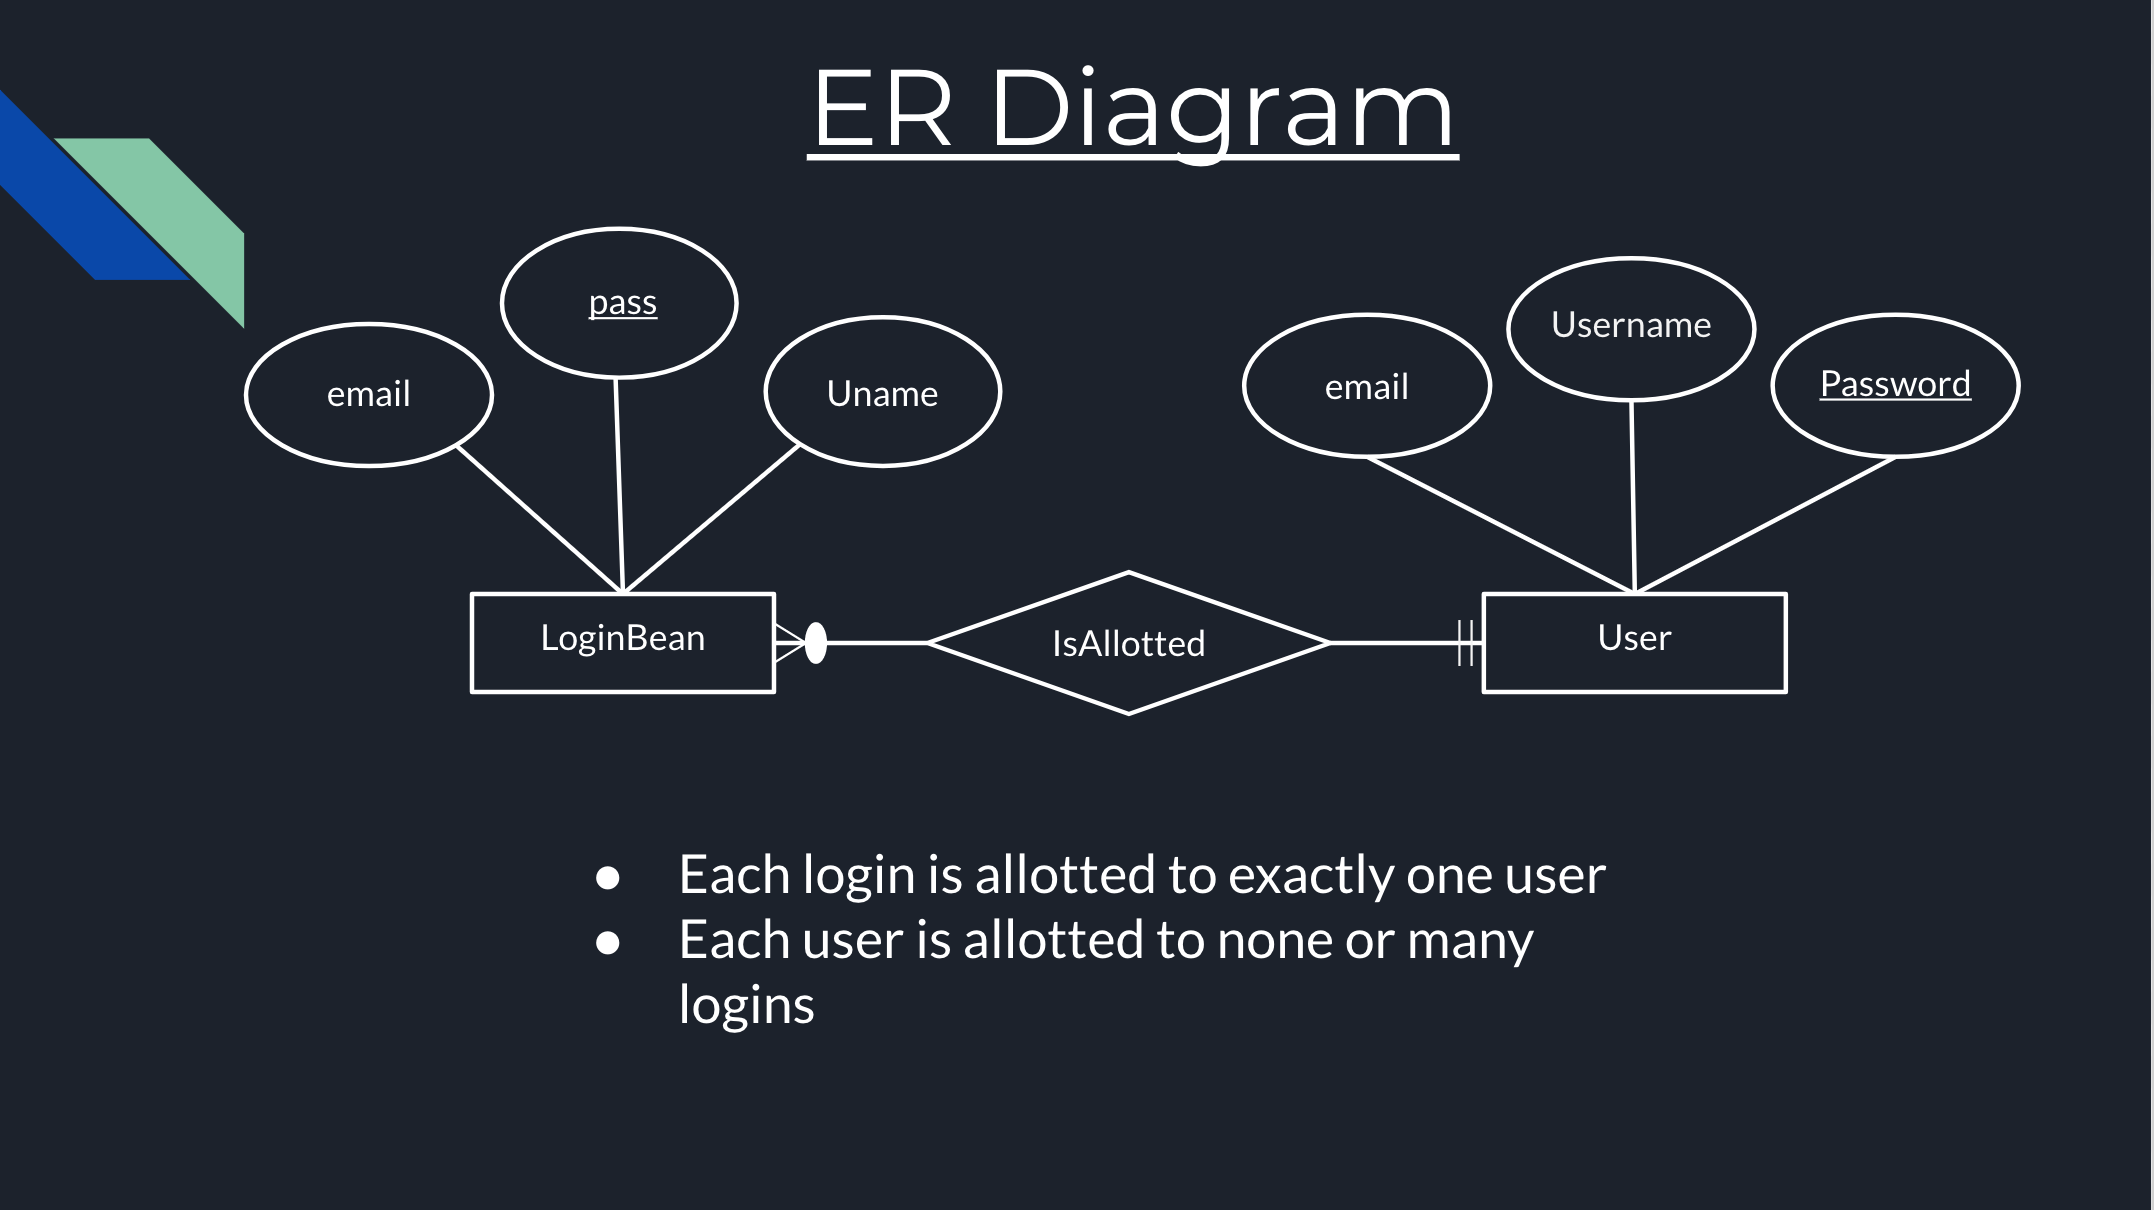 ER Diagram
pass
Username
email
Uname
email
Password
LoginBean
IsAllotted
User
● Each login is allotted to exactly one user
● Each user is allotted to none or many
logins